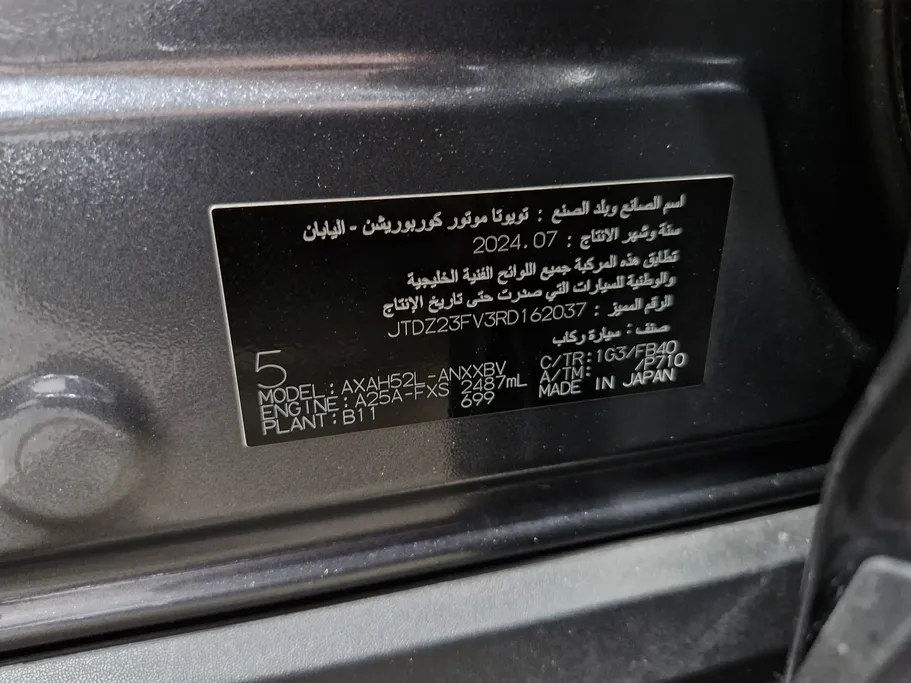 اسم الصانع وبلد الصنع : تويوتا موتور كوربوريشن - اليابان
سنة وشهر الانتاج : 2024.07
تطابق هذه المركبة جميع اللوائح الفنية الخليجية
والوطنية للسيارات التي صدرت حتى تاريخ الإنتاج
الرقم المميز : JTDZ23FV3RD162037
صنف : سيارة ركاب
5
MODEL:AXAH52L-ANXXBV C/TR:1G3/FB40
ENGINE:A25A-FXS 2487mL A/TM: /P710
PLANT:B11 699 MADE IN JAPAN